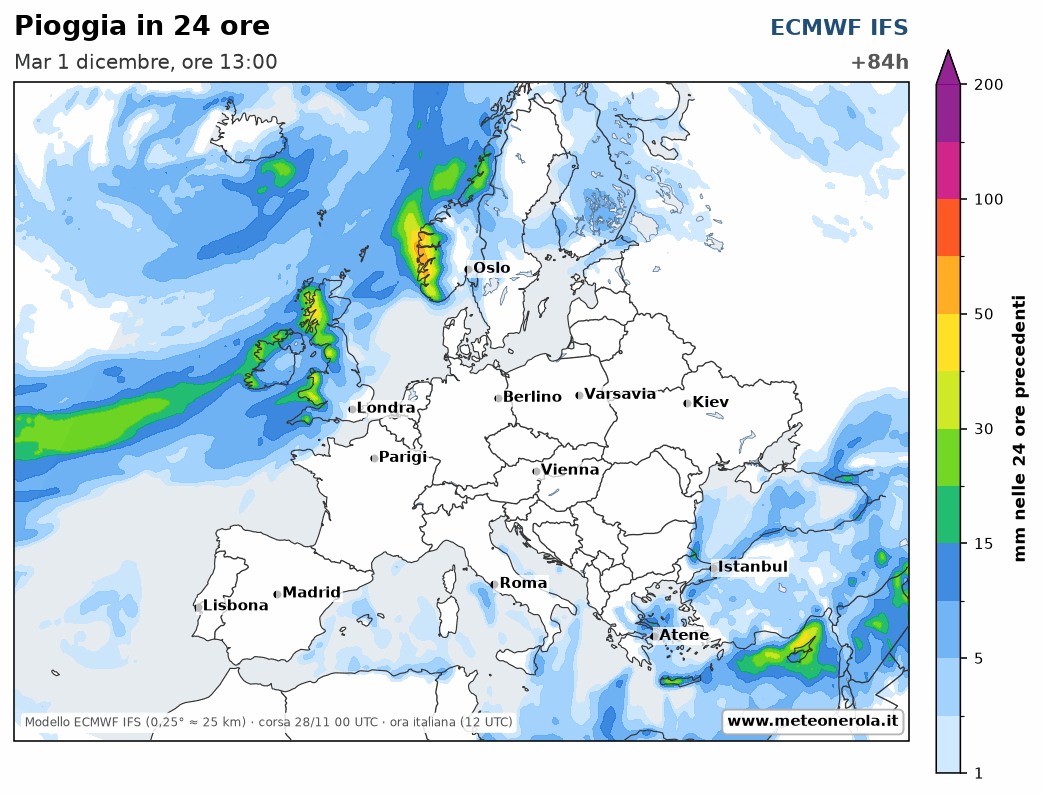 Pioggia in 24 ore
ECMWF IFS
Mar 1 dicembre, ore 13:00
+84h
200
100
50
30
15
5
1
mm nelle 24 ore precedenti
Oslo
Berlino
Varsavia
Kiev
Londra
Parigi
Vienna
Istanbul
Roma
Madrid
Lisbona
Atene
Modello ECMWF IFS (0,25° ≈ 25 km) · corsa 28/11 00 UTC · ora italiana (12 UTC)
www.meteonerola.it